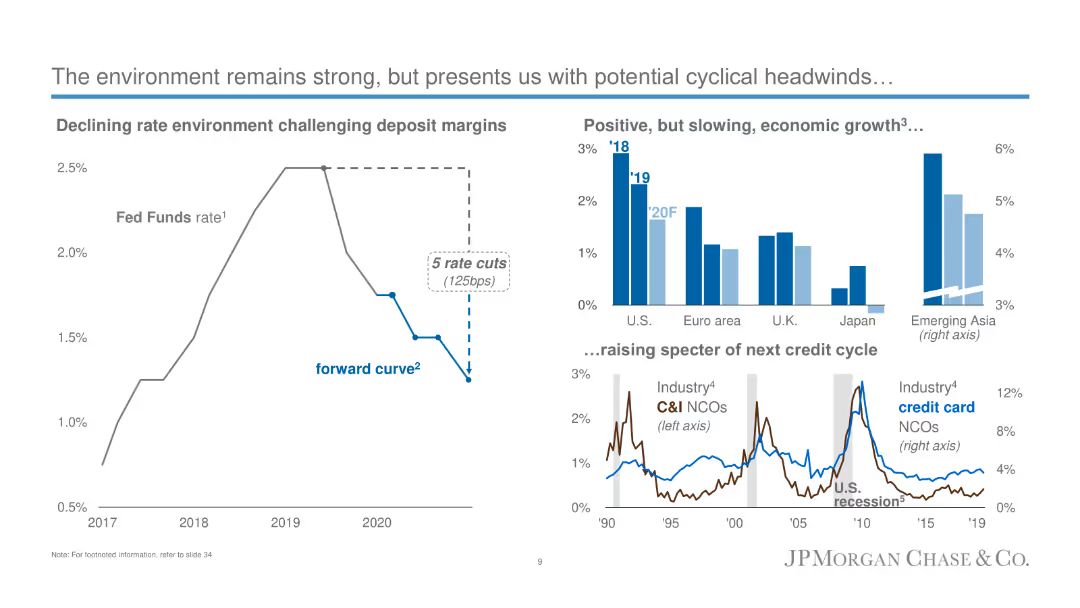 The environment remains strong, but presents us with potential cyclical headwinds…
Declining rate environment challenging deposit margins
2.5%
2.0%
1.5%
1.0%
0.5%
Fed Funds rate¹
5 rate cuts
(125bps)
forward curve²
2017 2018 2019 2020
Positive, but slowing, economic growth³…
3%
2%
1%
0%
'18
'19
'20F
6%
5%
4%
3%
U.S. Euro area U.K. Japan Emerging Asia
(right axis)
…raising specter of next credit cycle
3%
2%
1%
0%
Industry⁴
C&I NCOs
(left axis)
Industry⁴
credit card
NCOs
(right axis)
U.S.
recession⁵
12%
8%
4%
0%
'90 '95 '00 '05 '10 '15 '19
Note: For footnoted information, refer to slide 34
9
JPMORGAN CHASE & CO.